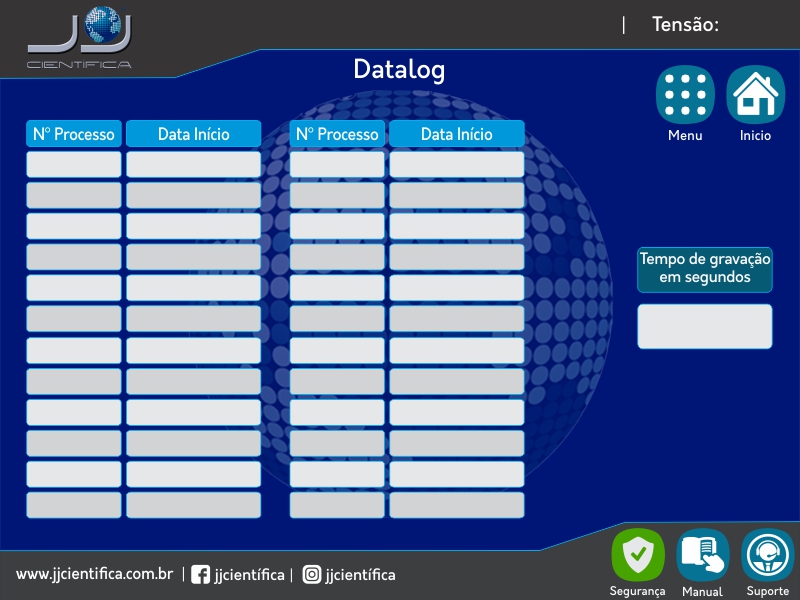 JJ
CIENTÍFICA
| Tensão:
Datalog
Menu
Inicio
Nº Processo Data Início Nº Processo Data Início
Tempo de gravação
em segundos
www.jjcientífica.com.br | jjcientífica | jjcientífica
Segurança
Manual
Suporte